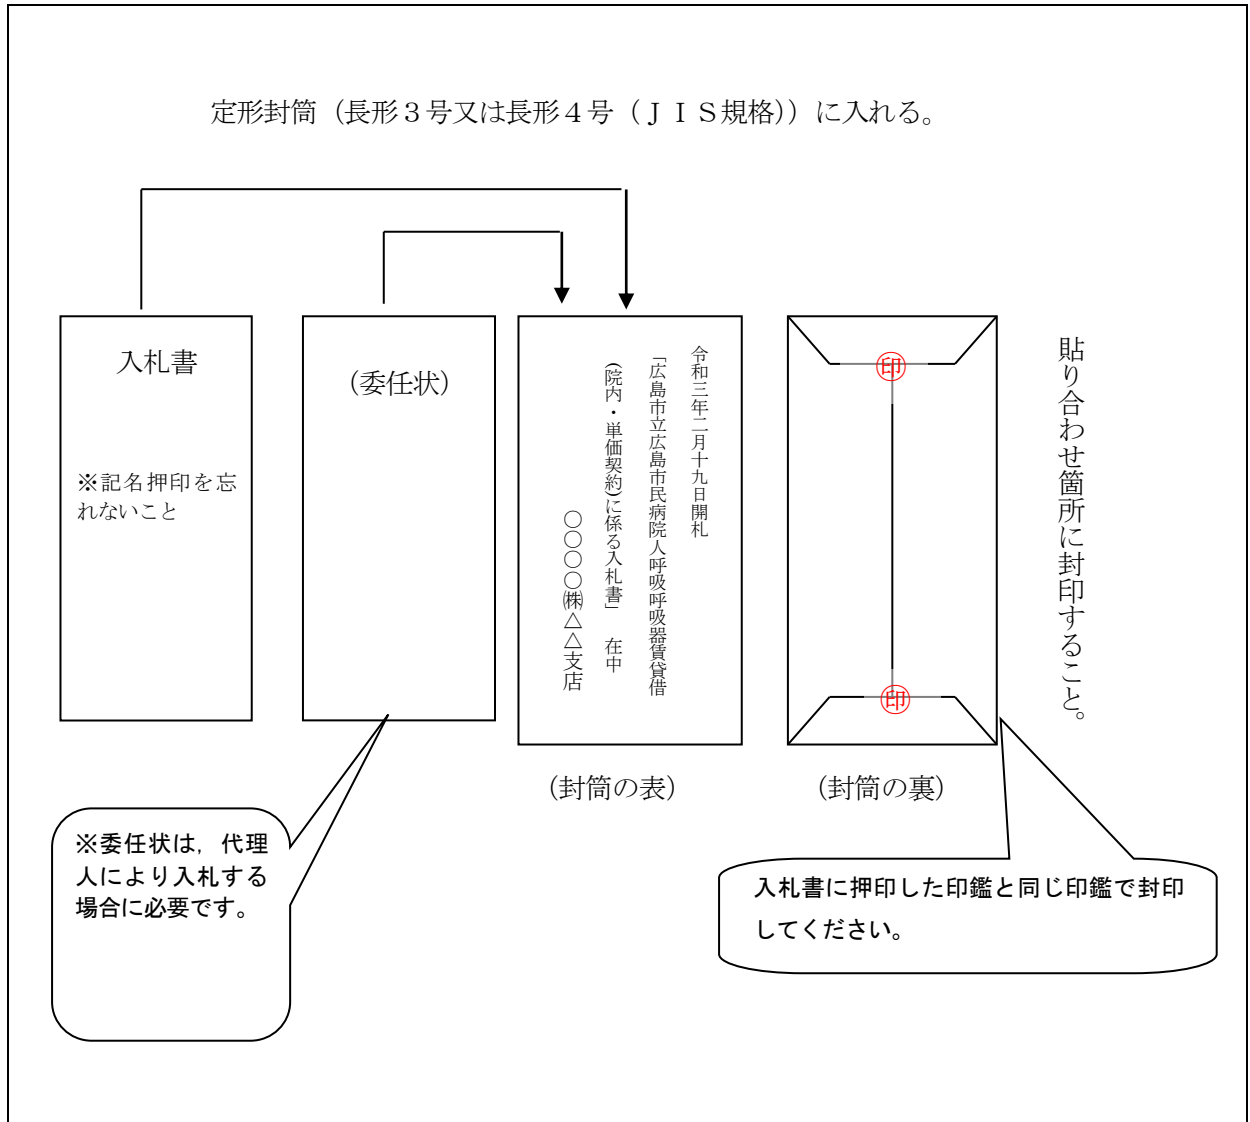 定形封筒（長形３号又は長形４号（ＪＩＳ規格））に入れる。
入札書
※記名押印を忘
れないこと
（委任状）
令和三年二月十九日開札
「広島市立広島市民病院人呼吸呼吸器賃貸借
(院内・単価契約)に係る入札書」　在中
〇〇〇〇㈱△△支店
印
印
貼り合わせ箇所に封印すること。
（封筒の表）
（封筒の裏）
※委任状は，代理
人により入札する
場合に必要です。
入札書に押印した印鑑と同じ印鑑で封印
してください。